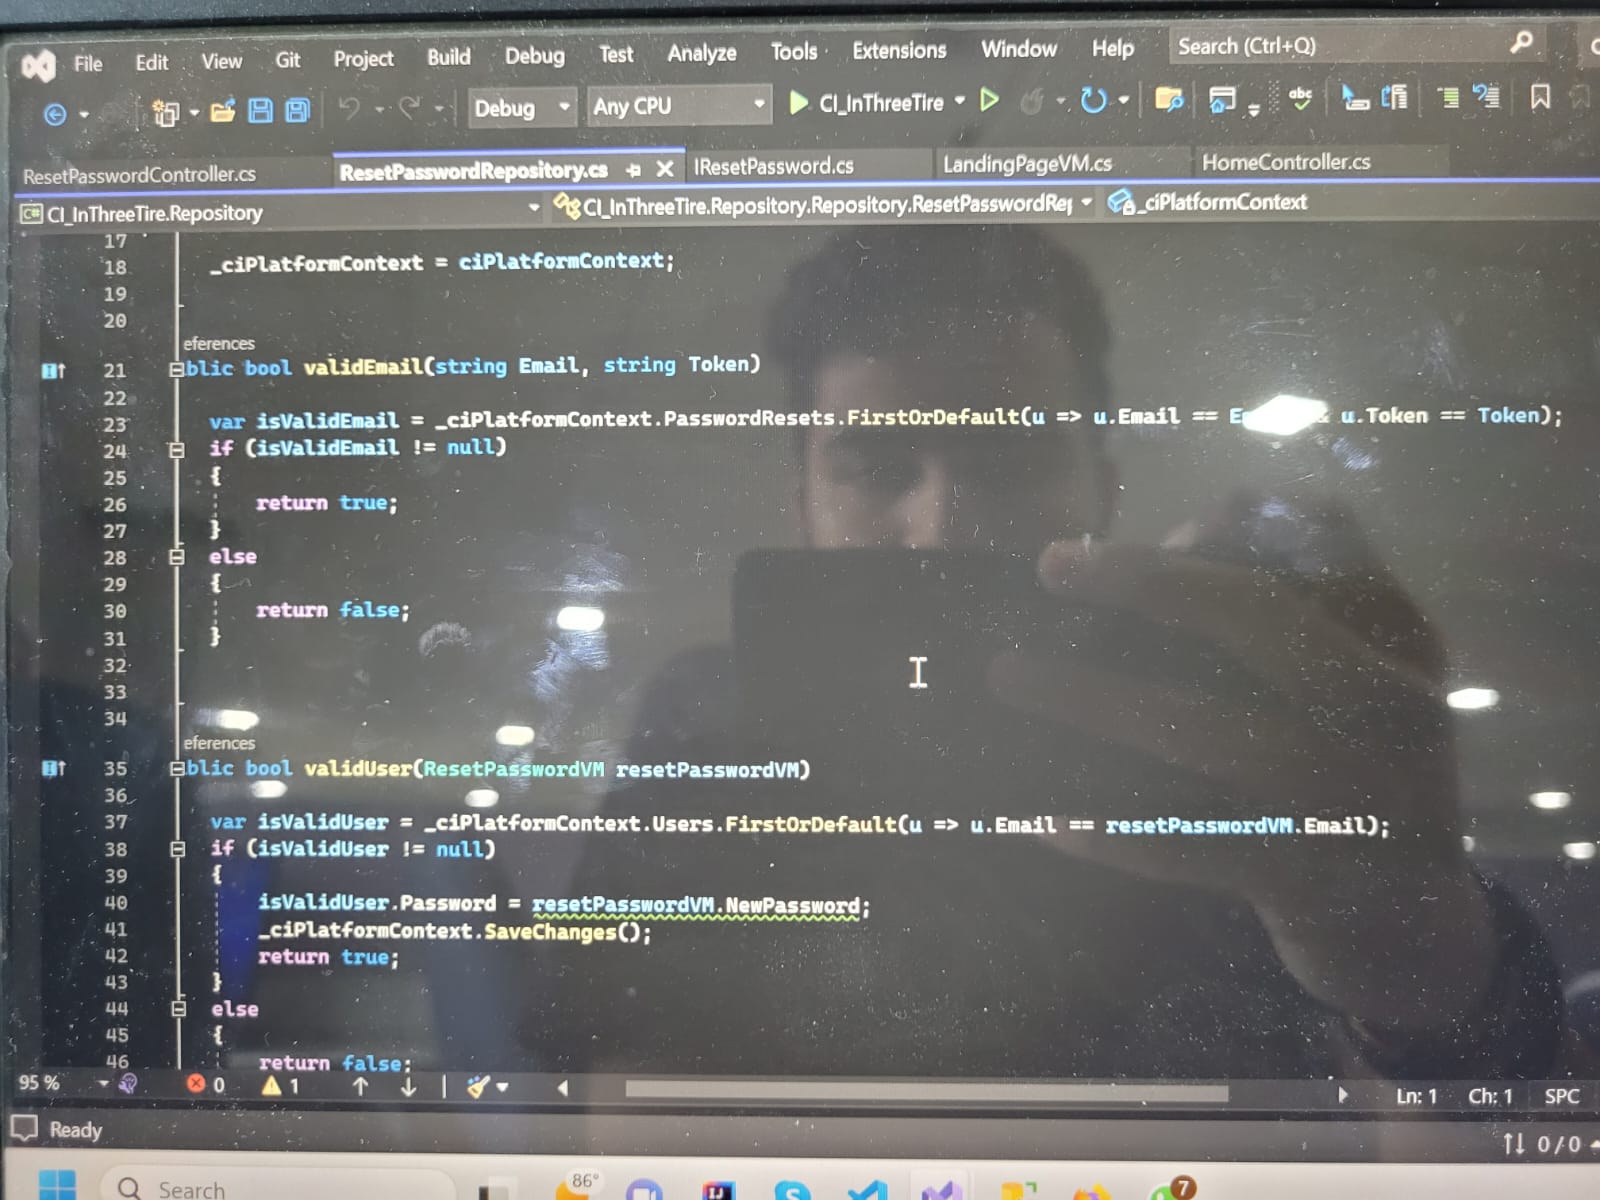 File Edit View Git Project Build Debug Test Analyze Tools Extensions Window Help Search (Ctrl+Q)
Debug Any CPU CI_InThreeTire
ResetPasswordController.cs ResetPasswordRepository.cs IResetPassword.cs LandingPageVM.cs HomeController.cs
C# CI_InThreeTire.Repository CI_InThreeTire.Repository.Repository.ResetPasswordRep _ciPlatformContext
17
18 _ciPlatformContext = ciPlatformContext;
19
20
eferences
21 blic bool validEmail(string Email, string Token)
22
23 var isValidEmail = _ciPlatformContext.PasswordResets.FirstOrDefault(u => u.Email == u.Token == Token);
24 if (isValidEmail != null)
25 {
26 return true;
27 }
28 else
29 {
30 return false;
31 }
32
33
34
eferences
35 blic bool validUser(ResetPasswordVM resetPasswordVM)
36
37 var isValidUser = _ciPlatformContext.Users.FirstOrDefault(u => u.Email == resetPasswordVM.Email);
38 if (isValidUser != null)
39 {
40 isValidUser.Password = resetPasswordVM.NewPassword;
41 _ciPlatformContext.SaveChanges();
42 return true;
43 }
44 else
45 {
46 return false;
95 % 0 1 Ln: 1 Ch: 1 SPC
Ready 0 / 0
Search 86° 7